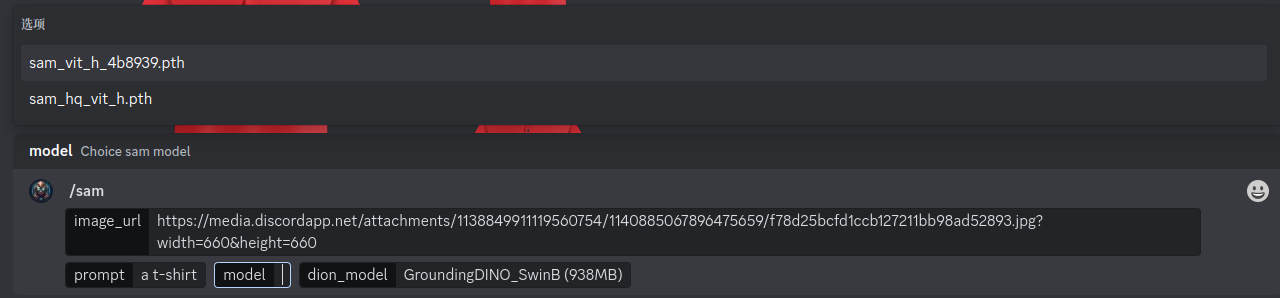 选项
sam_vit_h_4b8939.pth
sam_hq_vit_h.pth
model Choice sam model
/sam
image_url https://media.discordapp.net/attachments/1138849911119560754/1140885067896475659/f78d25bcfd1ccb127211bb98ad52893.jpg?
width=660&height=660
prompt a t-shirt model dion_model GroundingDINO_SwinB (938MB)